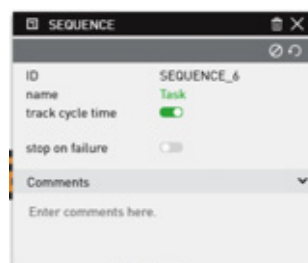 SEQUENCE
ID SEQUENCE_6
name Task
track cycle time
stop on failure
Comments
Enter comments here.